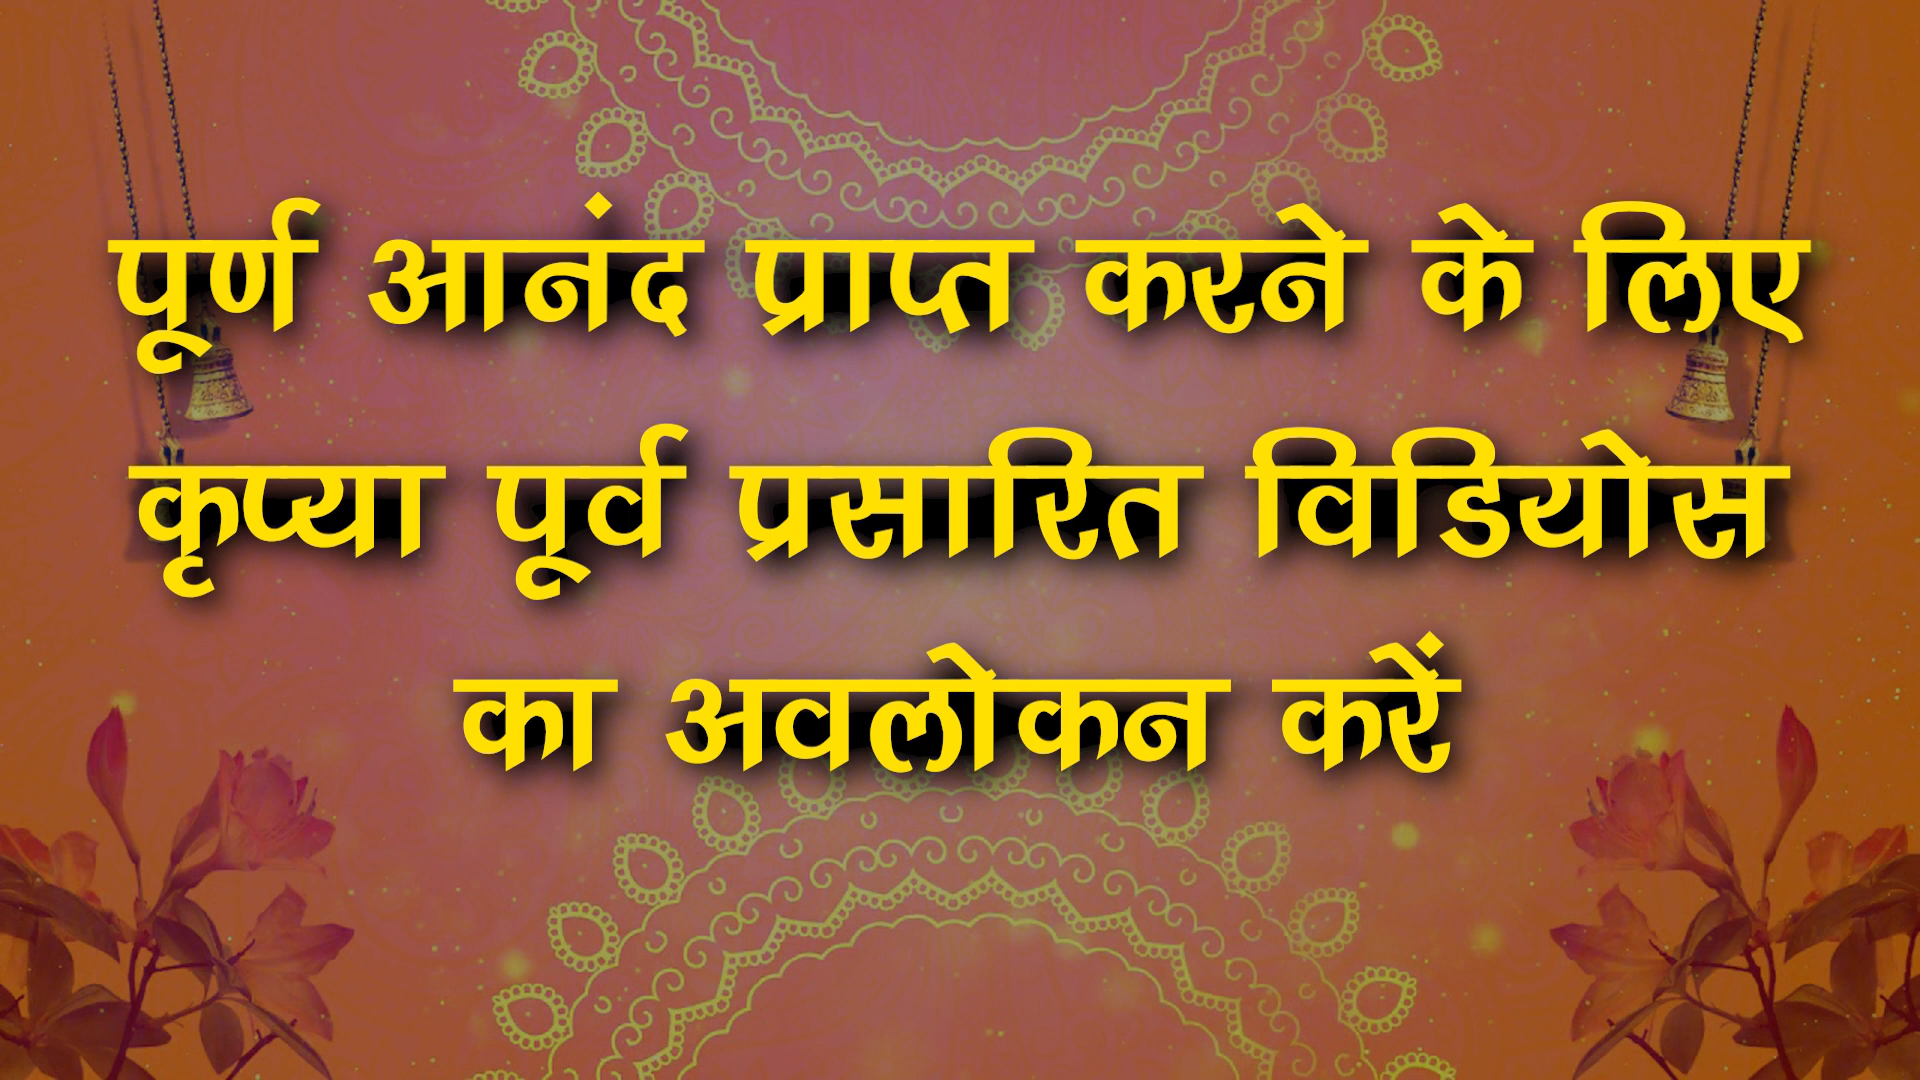 पूर्ण आनंद प्राप्त करने के लिए
कृप्या पूर्व प्रसारित विडियोस
का अवलोकन करें